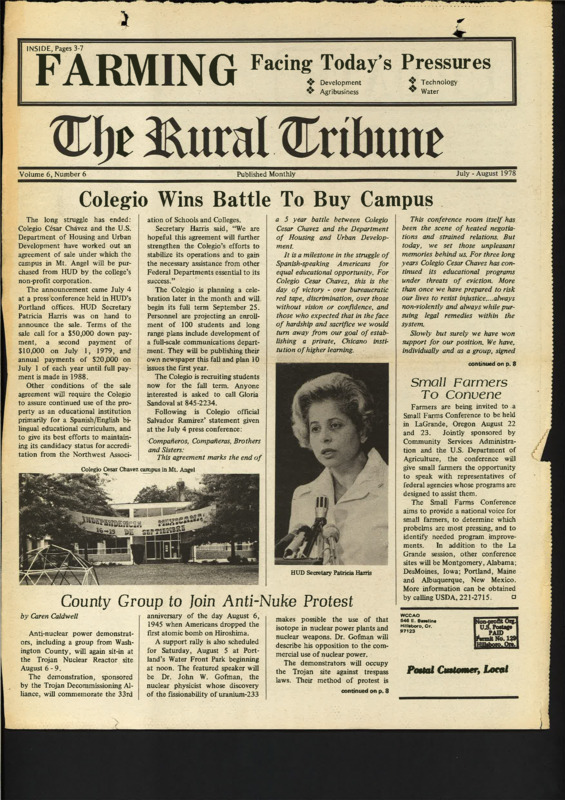 INSIDE, Pages 3-7
FARMING Facing Today's Pressures
❖ Development
❖ Agribusiness
❖ Technology
❖ Water
The Rural Tribune
Volume 6, Number 6
Published Monthly
July - August 1978
Colegio Wins Battle To Buy Campus
The long struggle has ended:
Colegio César Chávez and the U.S.
Department of Housing and Urban
Development have worked out an
agreement of sale under which the
campus in Mt. Angel will be pur-
chased from HUD by the college's
non-profit corporation.
The announcement came July 4
at a press conference held in HUD's
Portland offices. HUD Secretary
Patricia Harris was on hand to
announce the sale. Terms of the
sale call for a $50,000 down pay-
ment, a second payment of
$10,000 on July 1, 1979, and
annual payments of $20,000 on
July 1 of each year until full pay-
ment is made in 1988.
Other conditions of the sale
agreement will require the Colegio
to assure continued use of the pro-
perty as an educational institution
primarily for a Spanish/English bi-
lingual educational curriculum, and
to give its best efforts to maintain-
ing its candidacy status for accredi-
tation from the Northwest Associ-
ation of Schools and Colleges.
Secretary Harris said, "We are
hopeful this agreement will further
strengthen the Colegio's efforts to
stabilize its operations and to gain
the necessary assistance from other
Federal Departments essential to its
success."
The Colegio is planning a cele-
bration later in the month and will
begin its full term September 25.
Personnel are projecting an enroll-
ment of 100 students and long
range plans include development of
a full-scale communications depart-
ment. They will be publishing their
own newspaper this fall and plan 10
issues the first year.
The Colegio is recruiting students
now for the fall term. Anyone
interested is asked to call Gloria
Sandoval at 845-2234.
Following is Colegio official
Salvador Ramirez' statement given
at the July 4 press conference:
Compañeros, Compañeras, Brothers
and Sisters:
This agreement marks the end of
a 5 year battle between Colegio
Cesar Chavez and the Department
of Housing and Urban Develop-
ment.
It is a milestone in the struggle of
Spanish-speaking Americans for
equal educational opportunity. For
Colegio Cesar Chavez, this is the
day of victory - over bureaucratic
red tape, discrimination, over those
without vision or confidence, and
those who expected that in the face
of hardship and sacrifice we would
turn away from our goal of estab-
lishing a private, Chicano insti-
tution of higher learning.
This conference room itself has
been the scene of heated negotia-
tions and strained relations. But
today, we set those unpleasant
memories behind us. For three long
years Colegio Cesar Chavez has con-
tinued its educational programs
under threats of eviction. More
than once we have prepared to risk
our lives to resist injustice...always
non-violently and always while pur-
suing legal remedies within the
system.
Slowly but surely we have won
support for our position. We have,
individually and as a group, signed
continued on p. 8
Colegio Cesar Chavez campus in Mt. Angel
INDEPENDENCIA MEXICANA
16-15 DE SEPTIEMBRE
HUD Secretary Patricia Harris
Small Farmers
To Convene
Farmers are being invited to a
Small Farms Conference to be held
in LaGrande, Oregon August 22
and 23. Jointly sponsored by
Community Services Administra-
tion and the U.S. Department of
Agriculture, the conference will
give small farmers the opportunity
to speak with representatives of
federal agencies whose programs are
designed to assist them.
The Small Farms Conference
aims to provide a national voice for
small farmers, to determine which
problems are most pressing, and to
identify needed program improve-
ments. In addition to the La
Grande session, other conference
sites will be Montgomery, Alabama;
DesMoines, Iowa; Portland, Maine
and Albuquerque, New Mexico.
More information can be obtained
by calling USDA, 221-2715.
County Group to Join Anti-Nuke Protest
by Caren Caldwell
Anti-nuclear power demonstrat-
ors, including a group from Wash-
ington County, will again sit-in at
the Trojan Nuclear Reactor site
August 6 - 9.
The demonstration, sponsored
by the Trojan Decommissioning Al-
liance, will commemorate the 33rd
anniversary of the day August 6,
1945 when Americans dropped the
first atomic bomb on Hiroshima.
A support rally is also scheduled
for Saturday, August 5 at Port-
land's Water Front Park beginning
at noon. The featured speaker will
be Dr. John W. Gofman, the
nuclear physicist whose discovery
of the fissionability of uranium-233
makes possible the use of that
isotope in nuclear power plants and
nuclear weapons. Dr. Gofman will
describe his opposition to the com-
mercial use of nuclear power.
The demonstrators will occupy
the Trojan site against trespass
laws. Their method of protest is
continued on p. 8
WCCAO
546 E. Baseline
Hillsboro, Or.
97123
Non-profit Org.
U.S. Postage
PAID
Permit No. 129
Hillsboro, Ore.
Postal Customer, Local